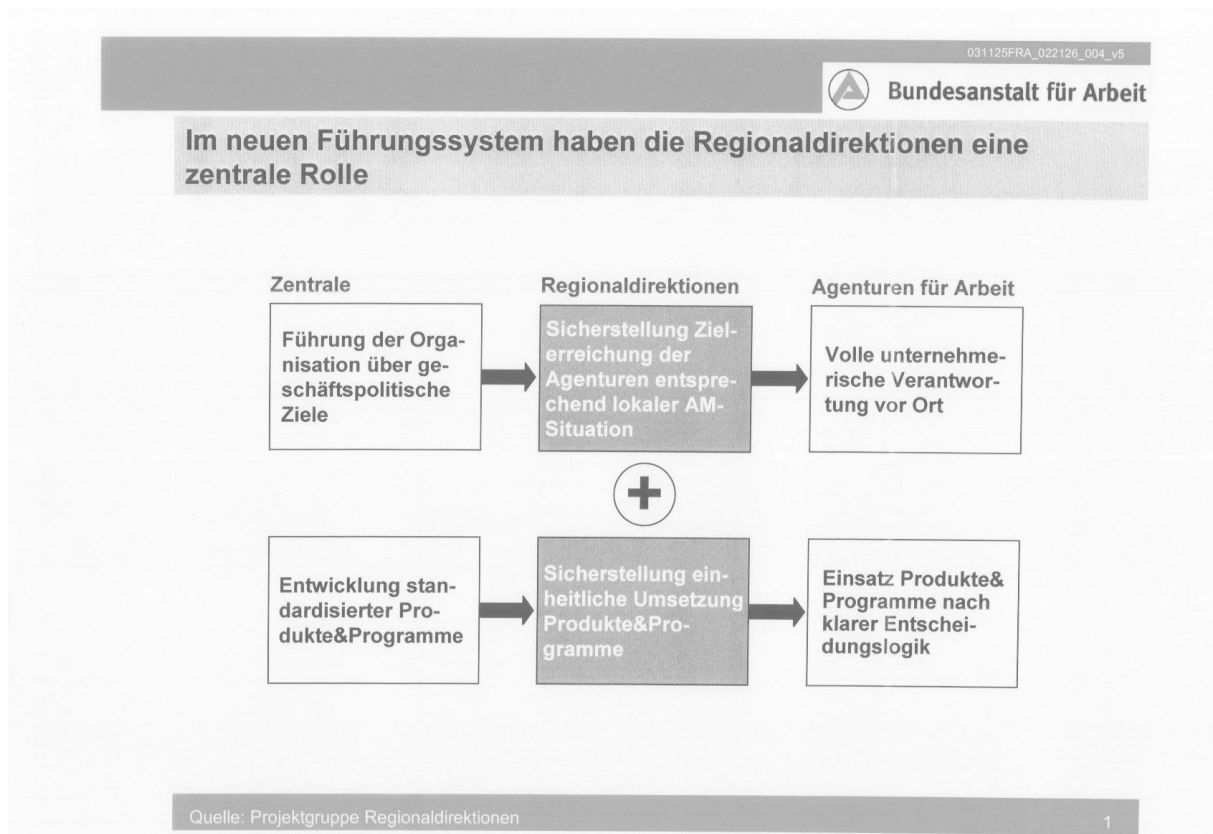 031125FRA_022126_004_v5
Bundesanstalt für Arbeit
Im neuen Führungssystem haben die Regionaldirektionen eine
zentrale Rolle
Zentrale
Regionaldirektionen
Agenturen für Arbeit
Führung der Orga-
nisation über ge-
schäftspolitische
Ziele
Sicherstellung Ziel-
erreichung der
Agenturen entspre-
chend lokaler AM-
Situation
Volle unternehme-
rische Verantwor-
tung vor Ort
+
Entwicklung stan-
dardisierter Pro-
dukte&Programme
Sicherstellung ein-
heitliche Umsetzung
Produkte&Pro-
gramme
Einsatz Produkte&
Programme nach
klarer Entschei-
dungslogik
Quelle: Projektgruppe Regionaldirektionen
1